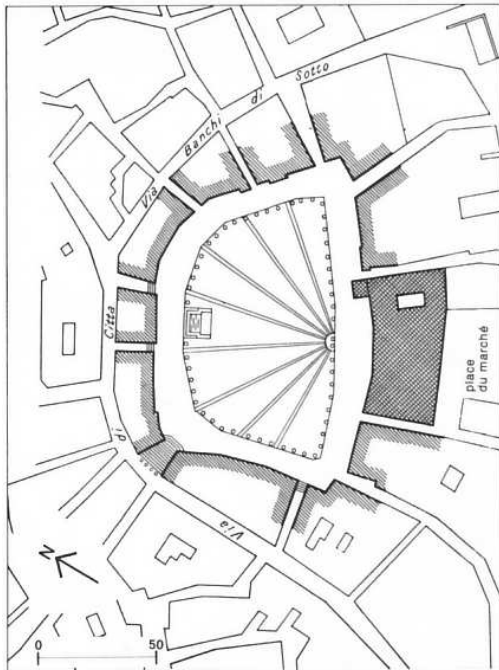 Via Banchi di Sotto
Via di Città
place
du marché
N
0 50